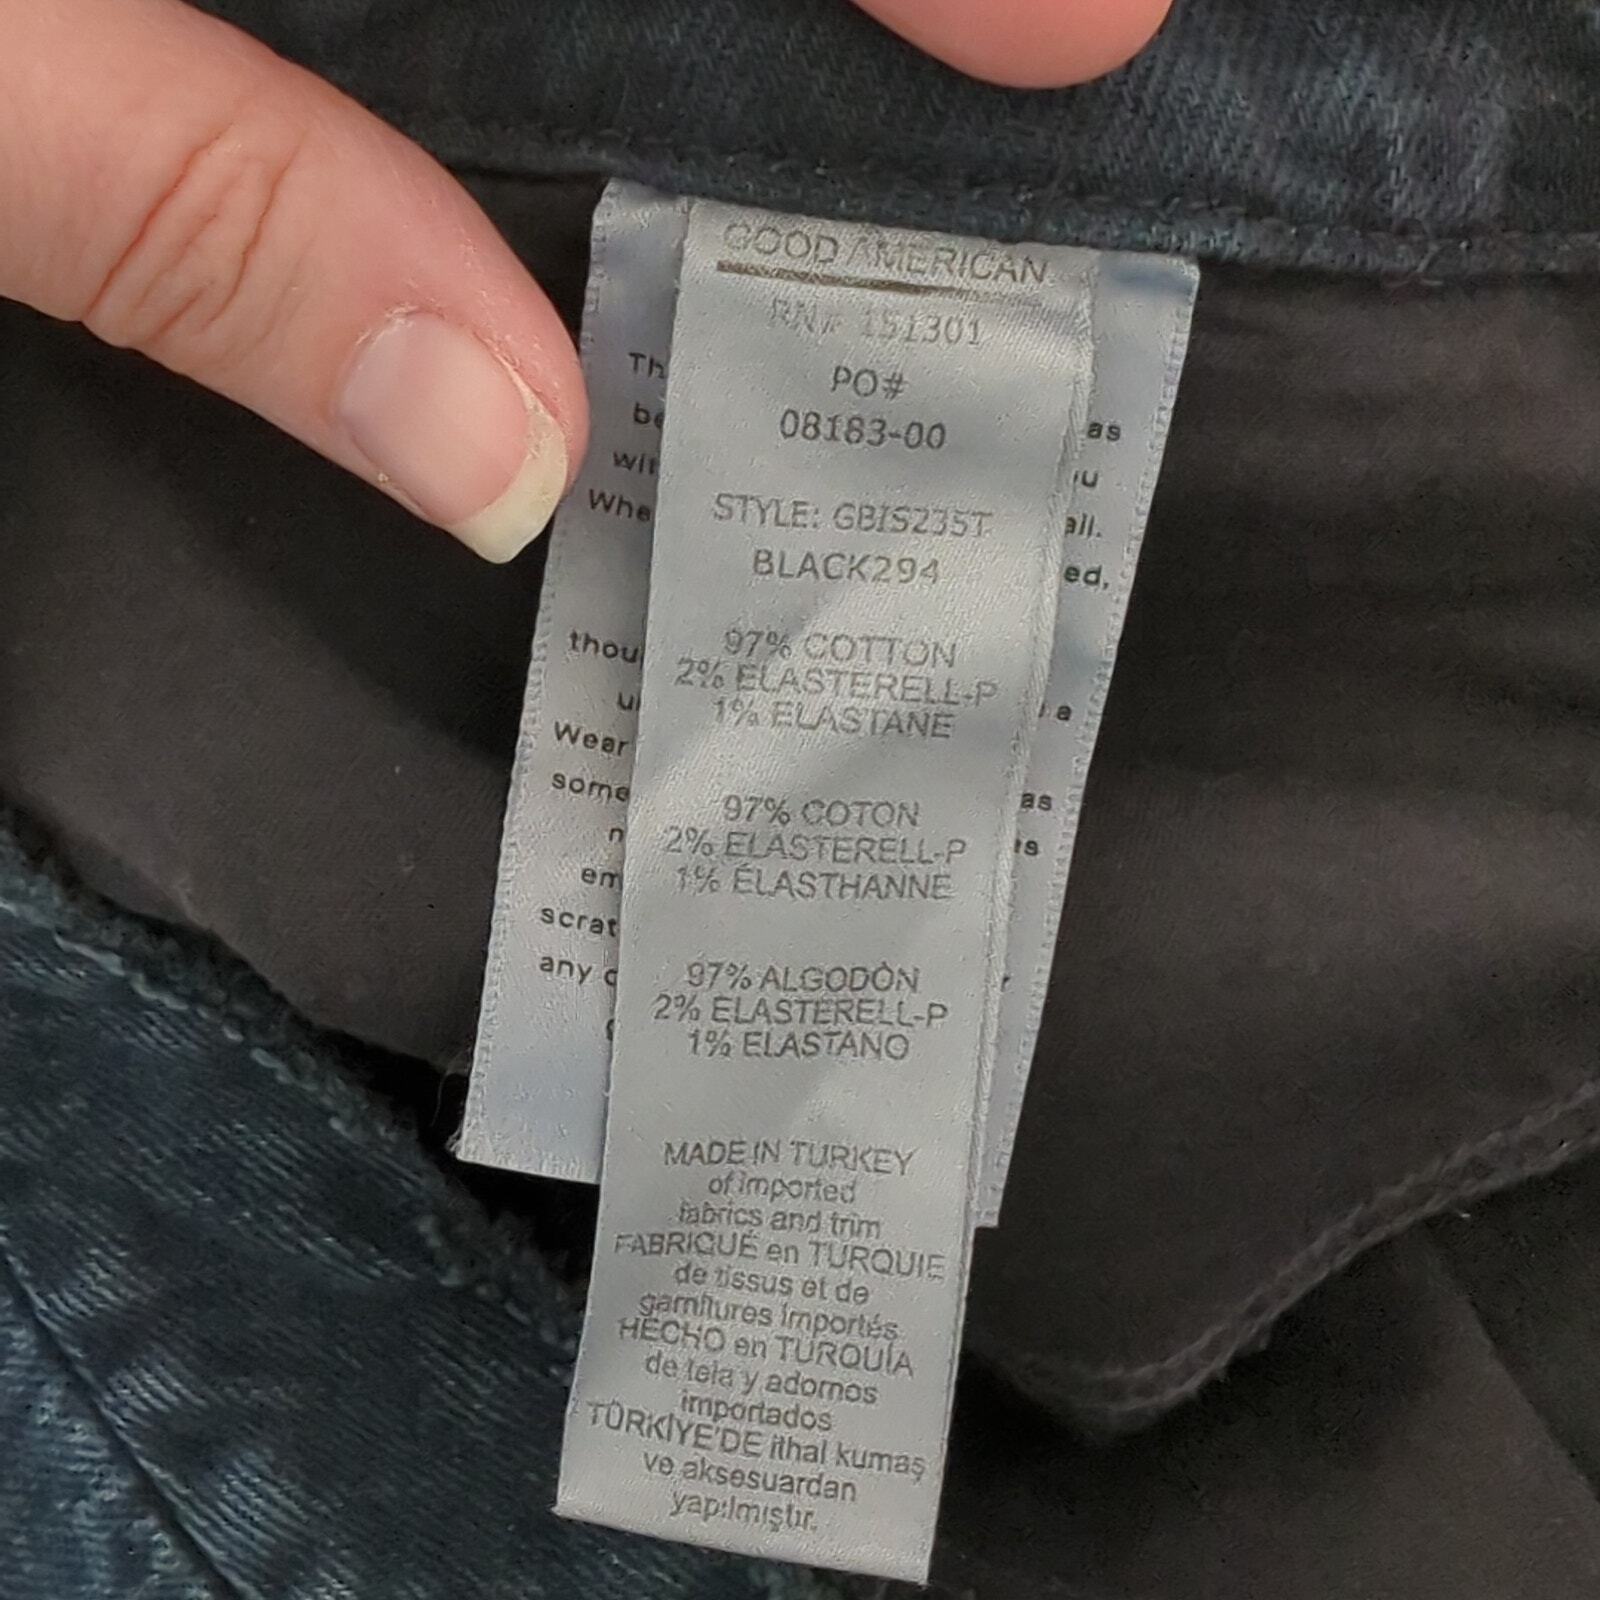 GOOD AMERICAN
RN# 151301
PO#
08183-00
STYLE: GBIS235T
BLACK294
97% COTTON
2% ELASTERELL-P
1% ELASTANE
97% COTON
2% ELASTERELL-P
1% ÉLASTHANNE
97% ALGODÒN
2% ELASTERELL-P
1% ELASTANO
MADE IN TURKEY
of imported
fabrics and trim
FABRIQUÉ en TURQUIE
de tissus et de
garnitures importés
HECHO en TURQUÍA
de tela y adornos
importados
TÜRKİYE'DE ithal kumaş
ve aksesuardan
yapılmıştır.
Wear
any